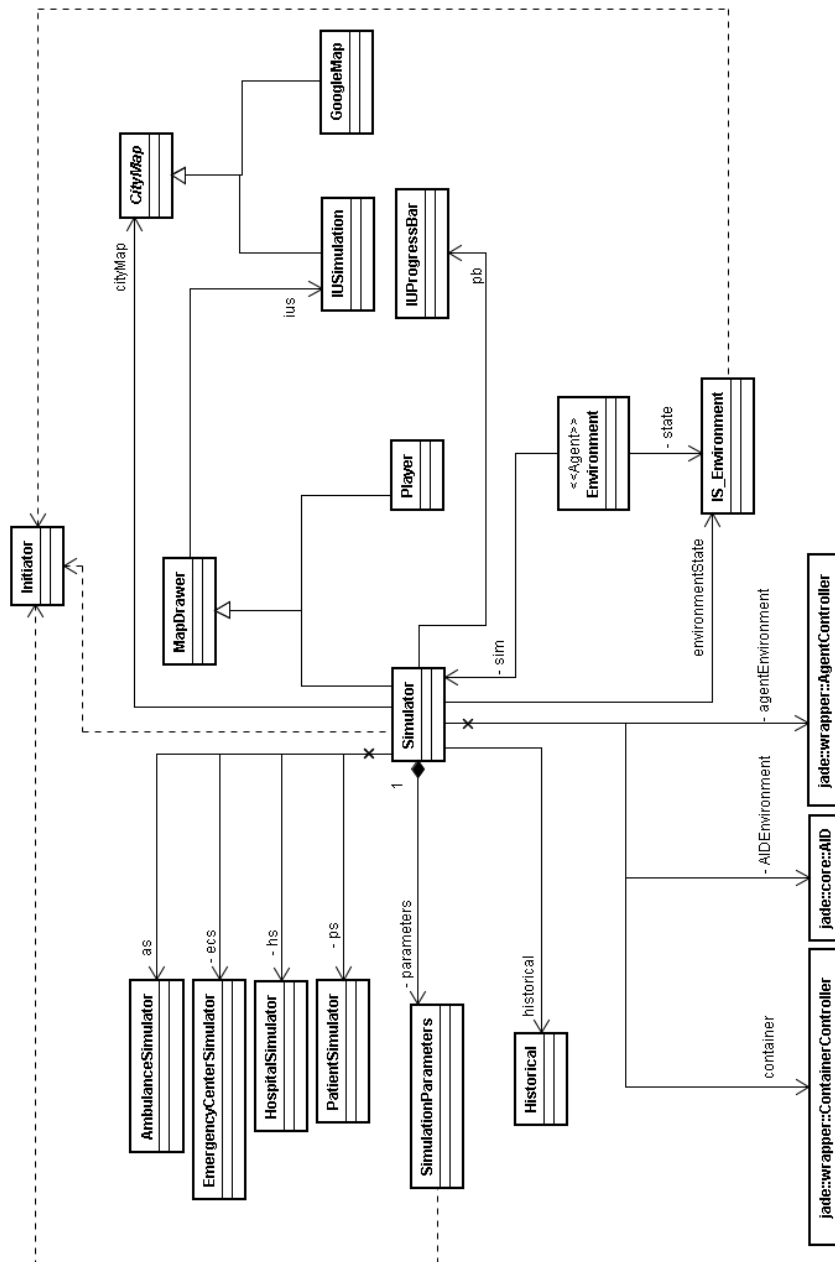 Initiator
CityMap
cityMap
GoogleMap
IUSimulation
ius
MapDrawer
Player
IUProgressBar
pb
<<Agent>>
Environment
- sim
- state
IS_Environment
environmentState
Simulator
1
as
AmbulanceSimulator
- ecs
EmergencyCenterSimulator
- hs
HospitalSimulator
- ps
PatientSimulator
- parameters
SimulationParameters
historical
Historical
- agentEnvironment
jade::wrapper::AgentController
- AIDEnvironment
jade::core::AID
container
jade::wrapper::ContainerController